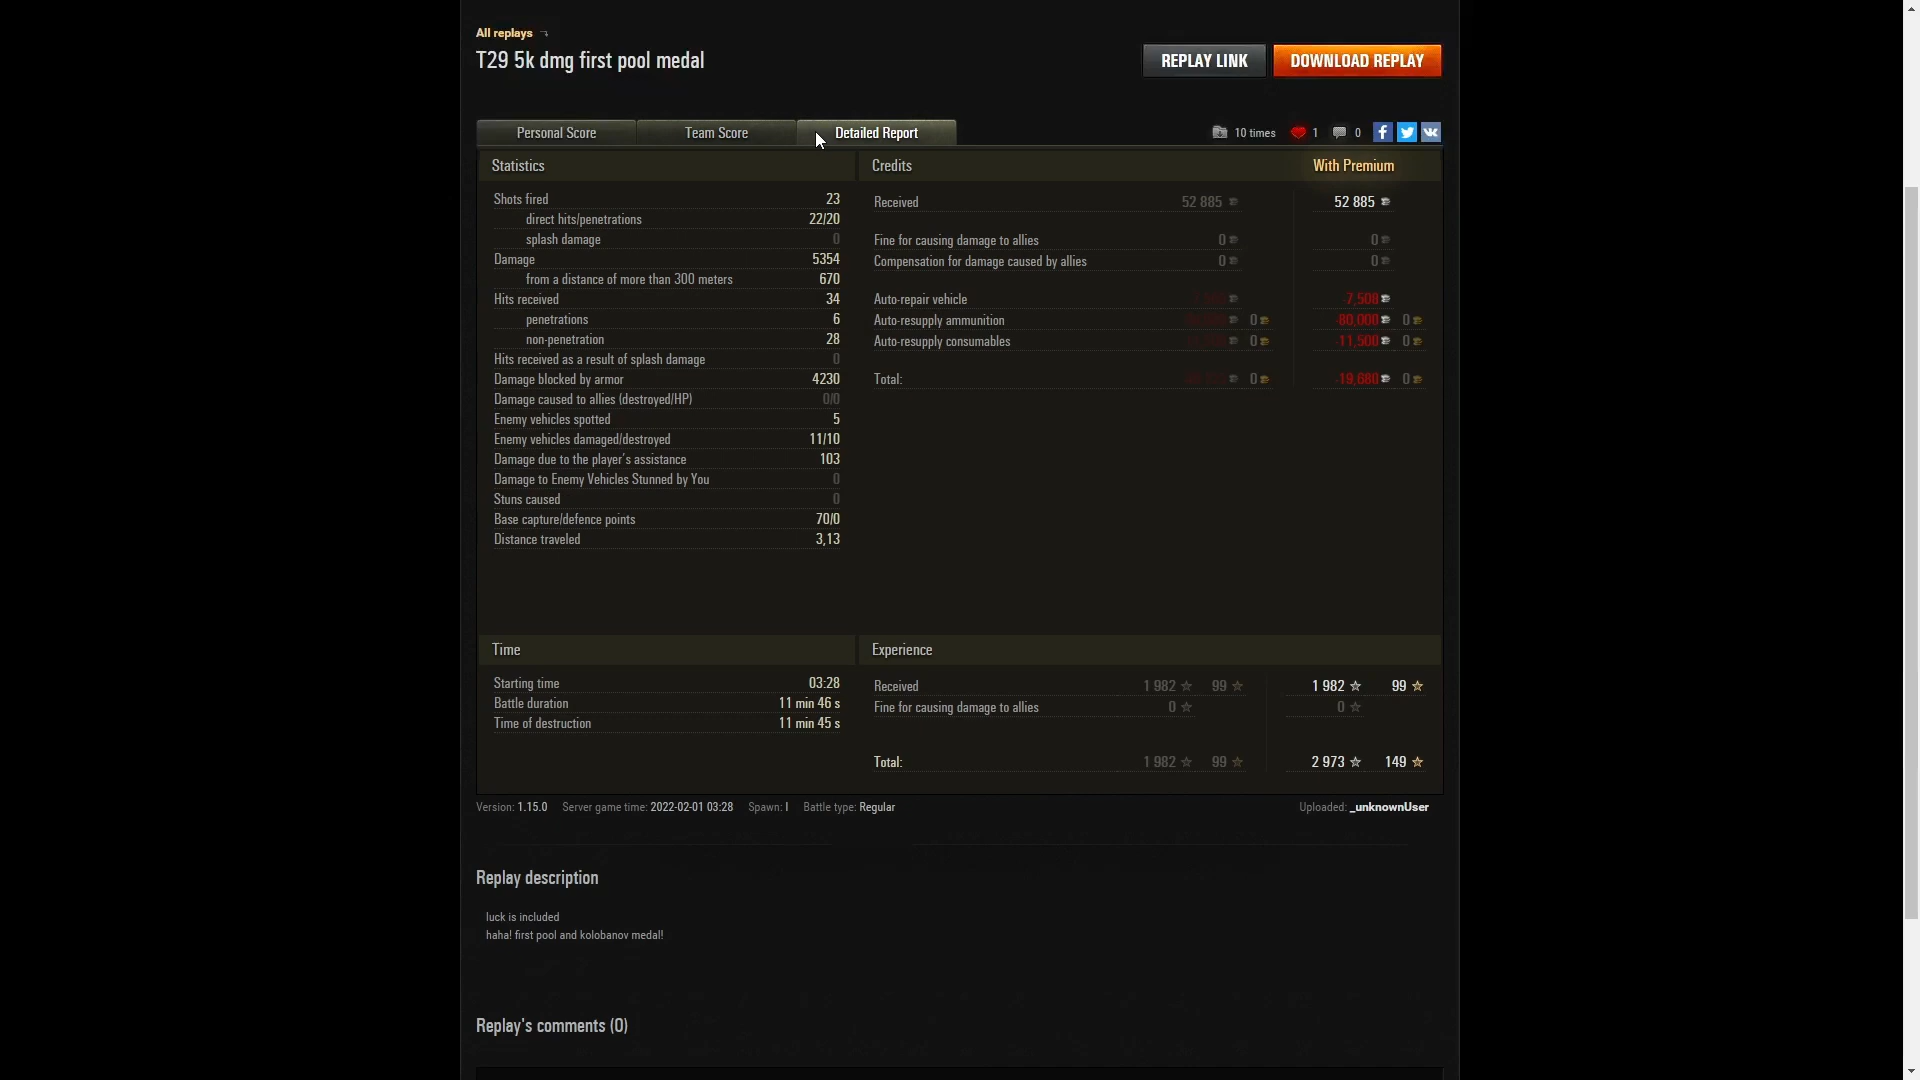 All replays
T29 5k dmg first pool medal
REPLAY LINK
DOWNLOAD REPLAY
Personal Score
Team Score
Detailed Report
10 times 1 0
Statistics
Shots fired 23
direct hits/penetrations 22/20
splash damage 0
Damage 5354
from a distance of more than 300 meters 670
Hits received 34
penetrations 6
non-penetration 28
Hits received as a result of splash damage 0
Damage blocked by armor 4230
Damage caused to allies (destroyed/HP) 0/0
Enemy vehicles spotted 5
Enemy vehicles damaged/destroyed 11/10
Damage due to the player's assistance 103
Damage to Enemy Vehicles Stunned by You 0
Stuns caused 0
Base capture/defence points 70/0
Distance traveled 3,13
Credits With Premium
Received 52 885 52 885
Fine for causing damage to allies 0 0
Compensation for damage caused by allies 0 0
Auto-repair vehicle -7,508
Auto-resupply ammunition 0 0
Auto-resupply consumables 0 -11,500 0
Total: 0 -19,680 0
Time
Starting time 03:28
Battle duration 11 min 46 s
Time of destruction 11 min 45 s
Experience
Received 1 982 99 1 982 99
Fine for causing damage to allies 0 0
Total: 1 982 99 2 973 149
Version: 1.15.0 Server game time: 2022-02-01 03:28 Spawn: I Battle type: Regular
Uploaded: _unknownUser
Replay description
luck is included
haha! first pool and kolobanov medal!
Replay's comments (0)